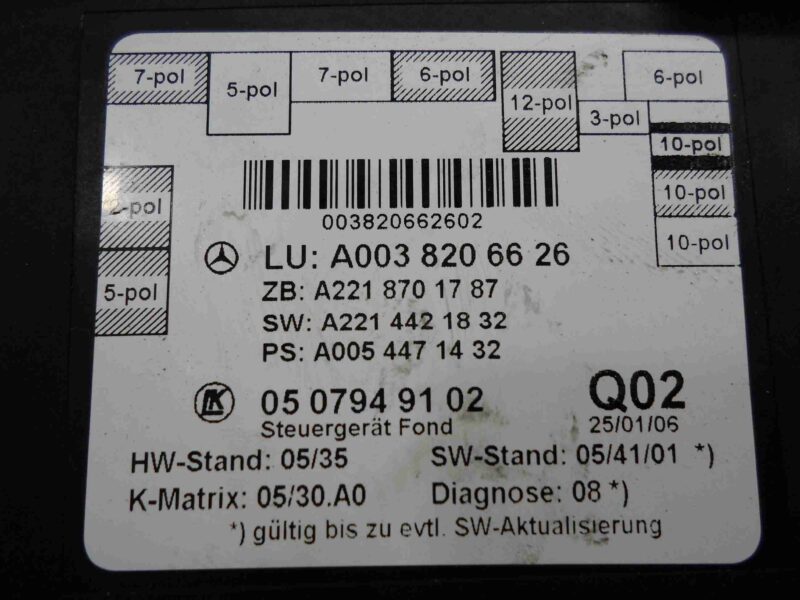 7-pol
5-pol
7-pol
6-pol
12-pol
3-pol
6-pol
10-pol
10-pol
10-pol
-pol
5-pol
003820662602
LU: A003 820 66 26
ZB: A221 870 17 87
SW: A221 442 18 32
PS: A005 447 14 32
K 05 0794 91 02
Steuergerät Fond
Q02
25/01/06
HW-Stand: 05/35 SW-Stand: 05/41/01 *)
K-Matrix: 05/30.A0 Diagnose: 08 *)
*) gültig bis zu evtl. SW-Aktualisierung